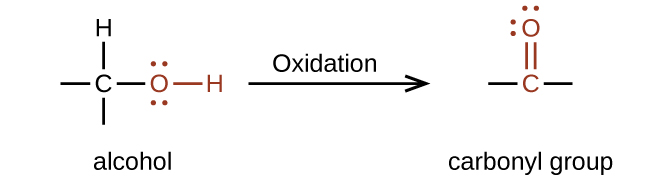 H
C O H
Oxidation
O
C
alcohol
carbonyl group